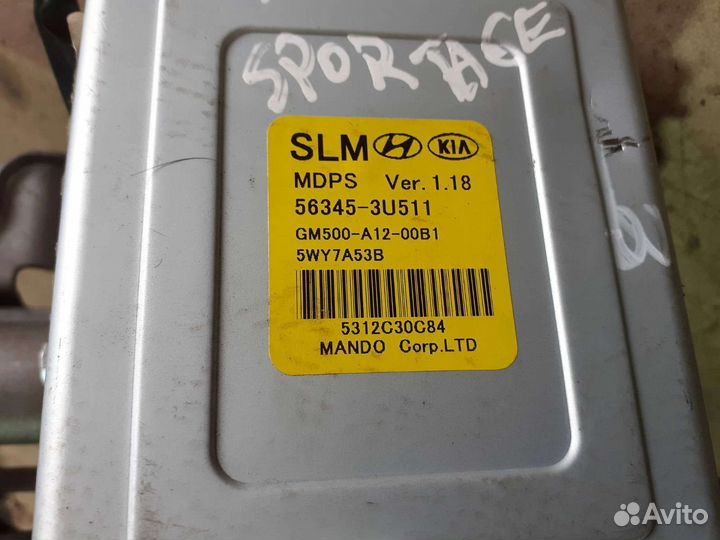 SPORTAGE
SLM KIA
MDPS Ver. 1.18
56345-3U511
GM500-A12-00B1
5WY7A53B
5312C30C84
MANDO Corp.LTD
Avito